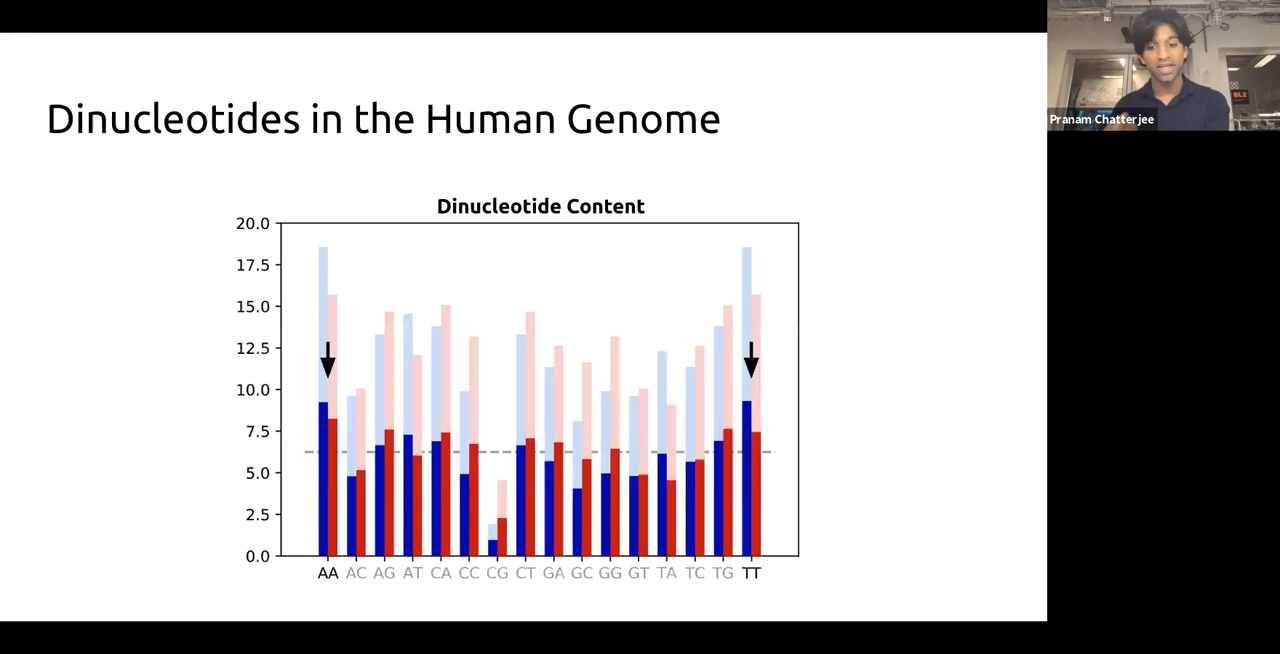 Dinucleotides in the Human Genome
Dinucleotide Content
20.0
17.5
15.0
12.5
10.0
7.5
5.0
2.5
0.0
AA AC AG AT CA CC CG CT GA GC GG GT TA TC TG TT
BL2
Pranam Chatterjee